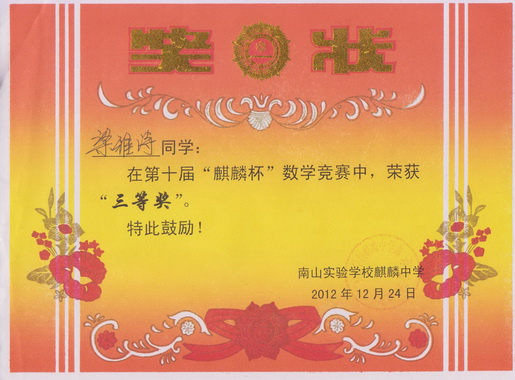 奖状
梁雅诗同学：
在第十届“麒麟杯”数学竞赛中，荣获
“三等奖”。
特此鼓励！
南山实验学校麒麟中学
2012年12月24日